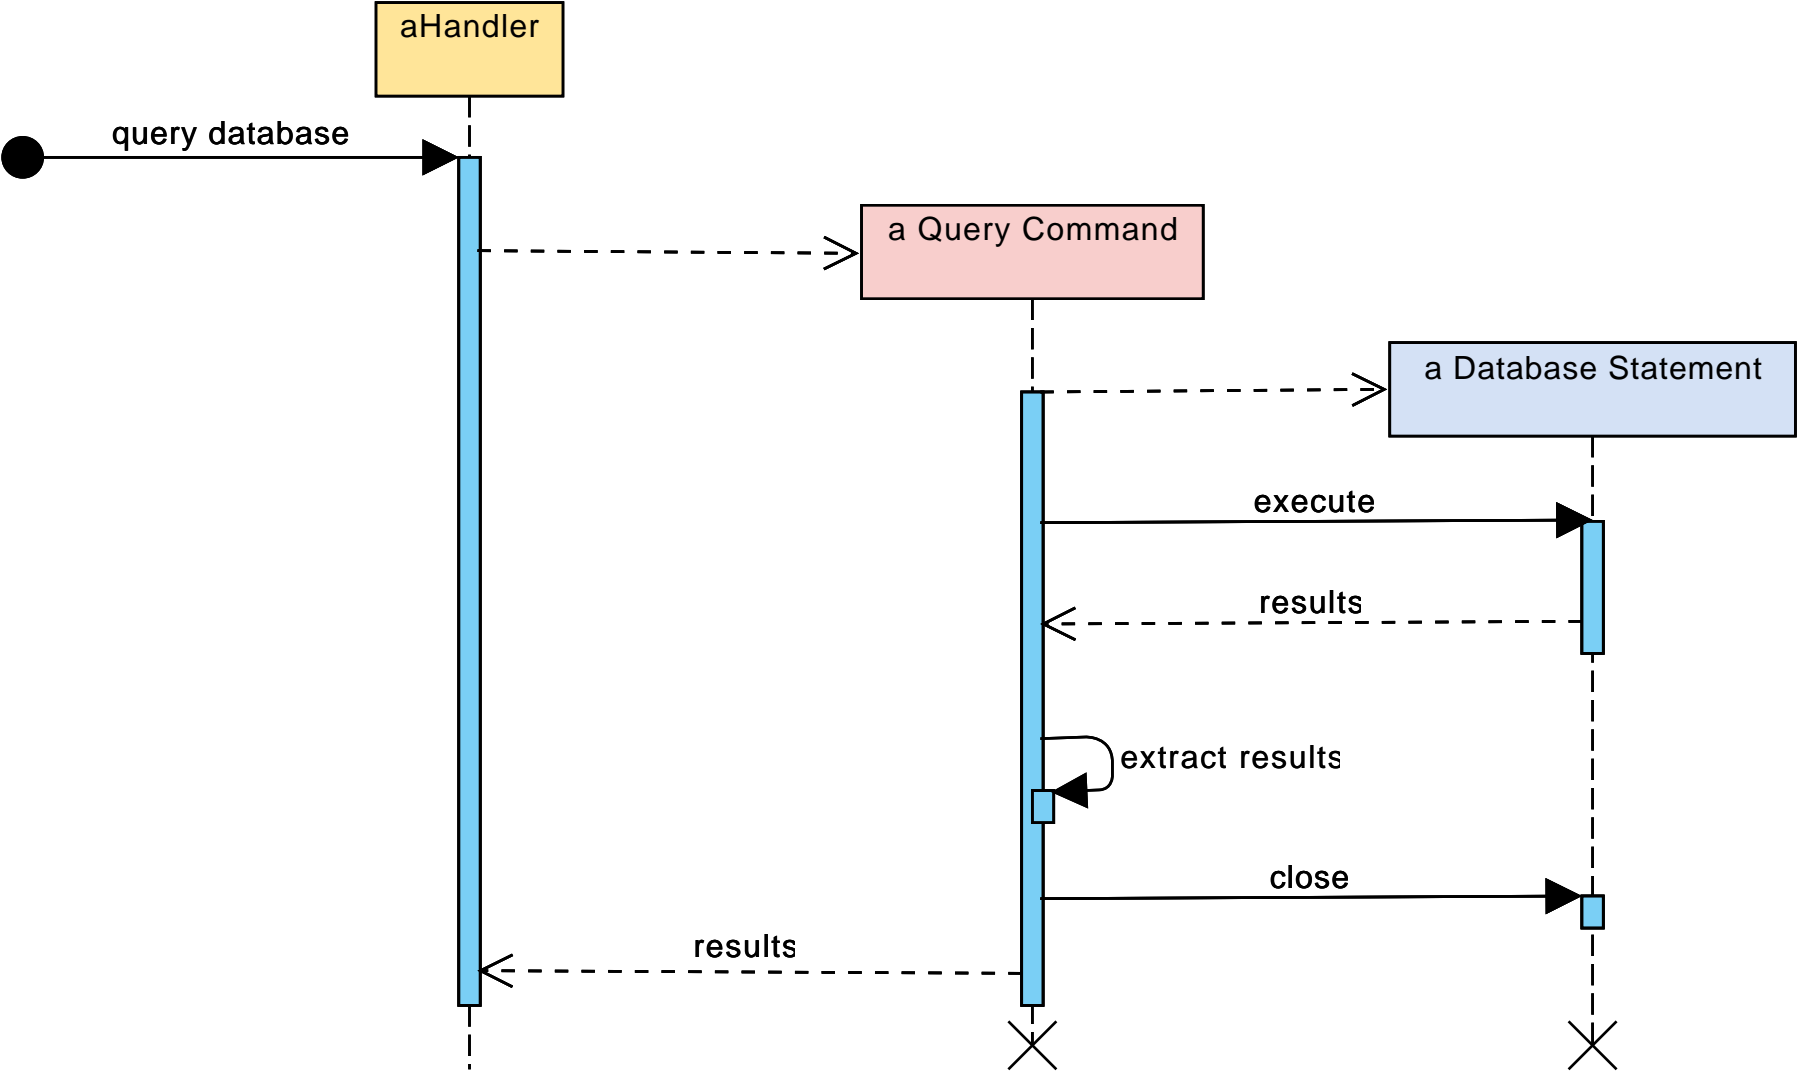 aHandler
query database
a Query Command
a Database Statement
execute
results
extract results
close
results